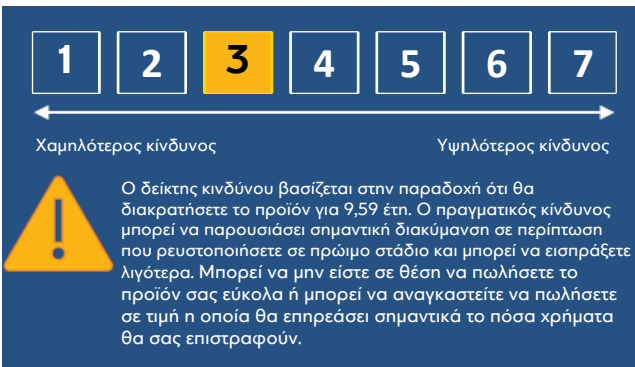 1 2 3 4 5 6 7
Χαμηλότερος κίνδυνος Υψηλότερος κίνδυνος
Ο δείκτης κινδύνου βασίζεται στην παραδοχή ότι θα
διακρατήσετε το προϊόν για 9,59 έτη. Ο πραγματικός κίνδυνος
μπορεί να παρουσιάσει σημαντική διακύμανση σε περίπτωση
που ρευστοποιήσετε σε πρώιμο στάδιο και μπορεί να εισπράξετε
λιγότερα. Μπορεί να μην είστε σε θέση να πωλήσετε το
προϊόν σας εύκολα ή μπορεί να αναγκαστείτε να πωλήσετε
σε τιμή η οποία θα επηρεάσει σημαντικά το πόσα χρήματα
θα σας επιστραφούν.